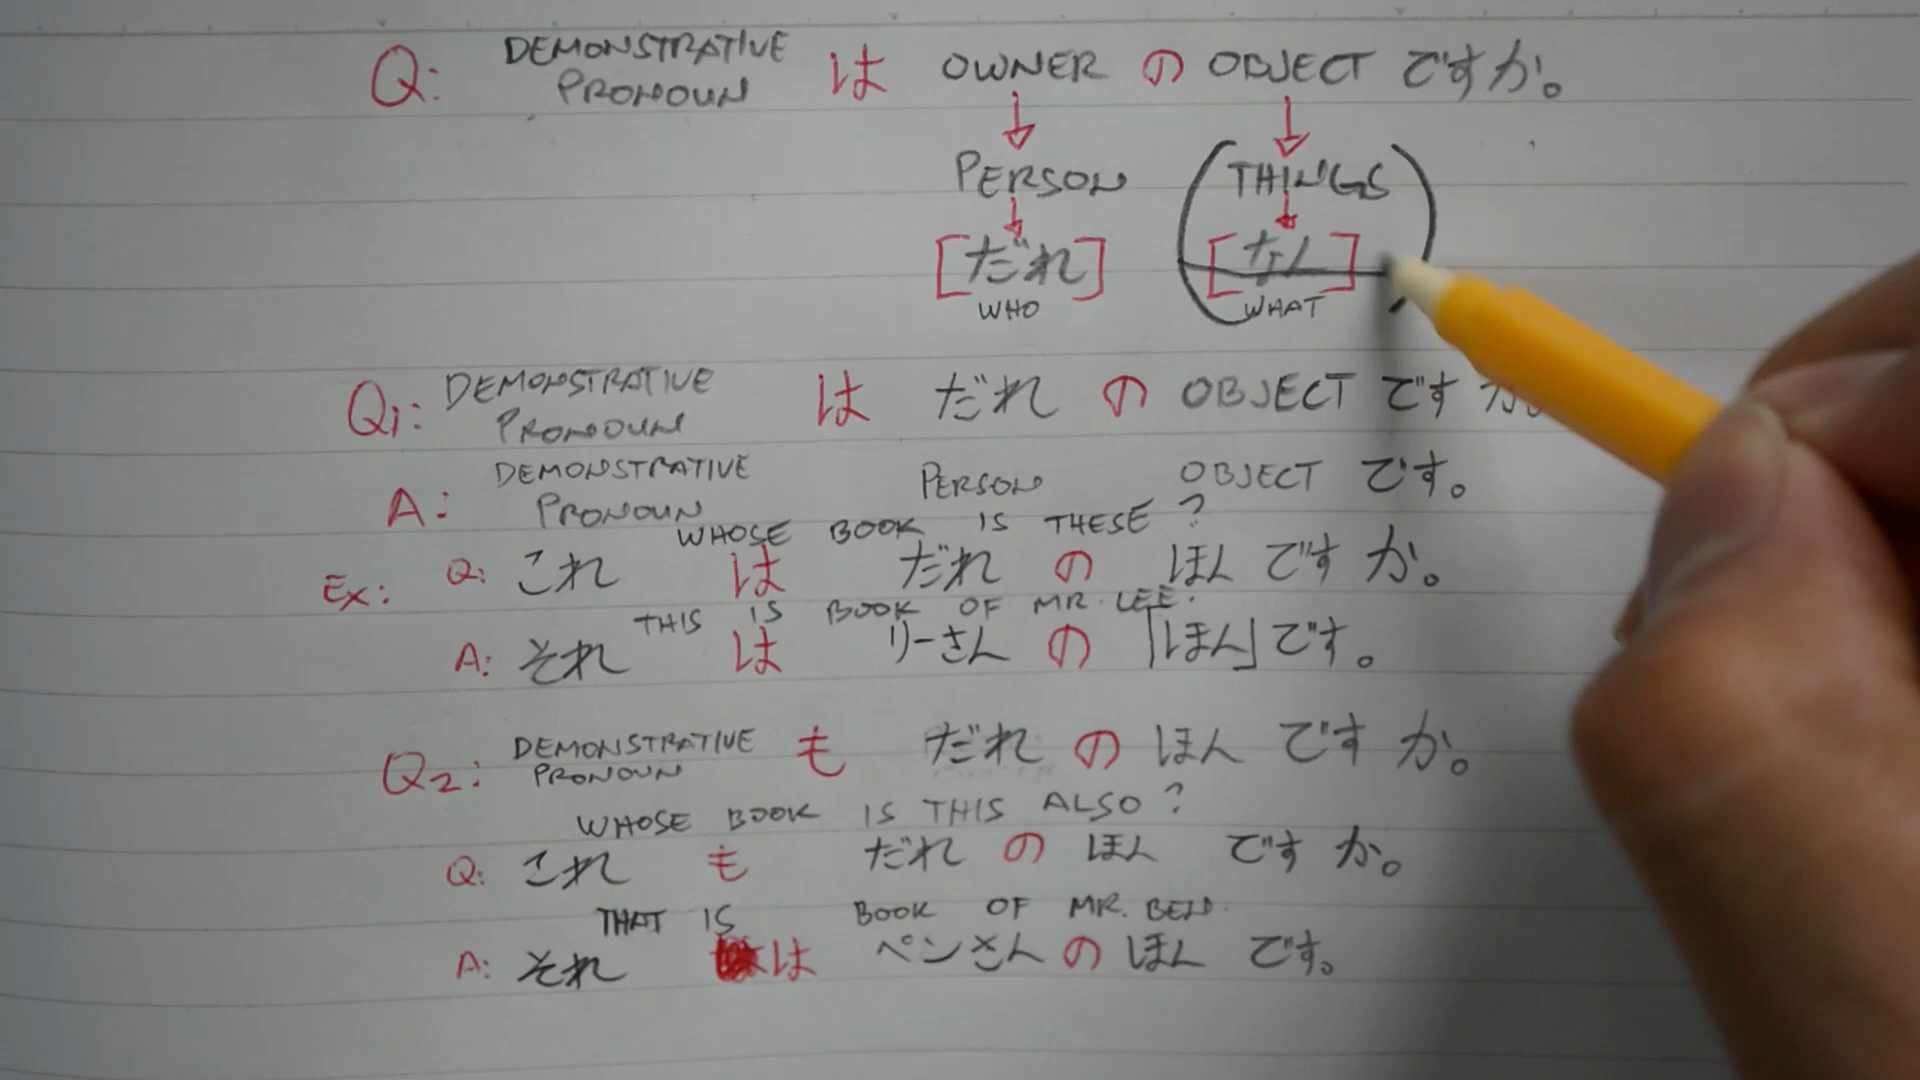 Q: DEMONSTRATIVE PRONOUN は OWNER の OBJECT ですか。
PERSON THINGS
[だれ] [なん]
WHO WHAT
Q1: DEMONSTRATIVE PRONOUN は だれ の OBJECT です か。
A: DEMONSTRATIVE PRONOUN PERSON OBJECT です。
WHOSE BOOK IS THESE ?
Ex: Q: これ は だれ の ほん です か。
THIS IS BOOK OF MR. LEE.
A: それ は リーさん の 「ほん」です。
Q2: DEMONSTRATIVE PRONOUN も だれ の ほん です か。
WHOSE BOOK IS THIS ALSO ?
Q: これ も だれ の ほん です か。
THAT IS BOOK OF MR.
A: それ は ペンさん の ほん です。